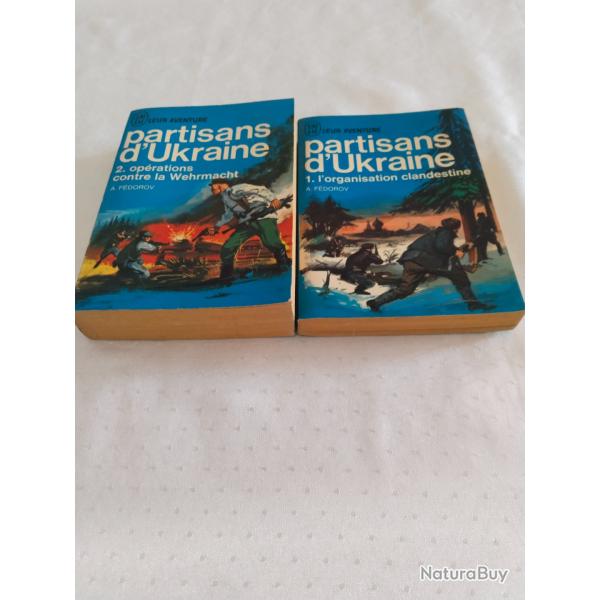 LEUR AVENTURE
partisans
d'Ukraine
2. opérations
contre la Wehrmacht
A. FÉDOROV
LEUR AVENTURE
partisans
d'Ukraine
1. l'organisation clandestine
A. FÉDOROV
NaturaBuy